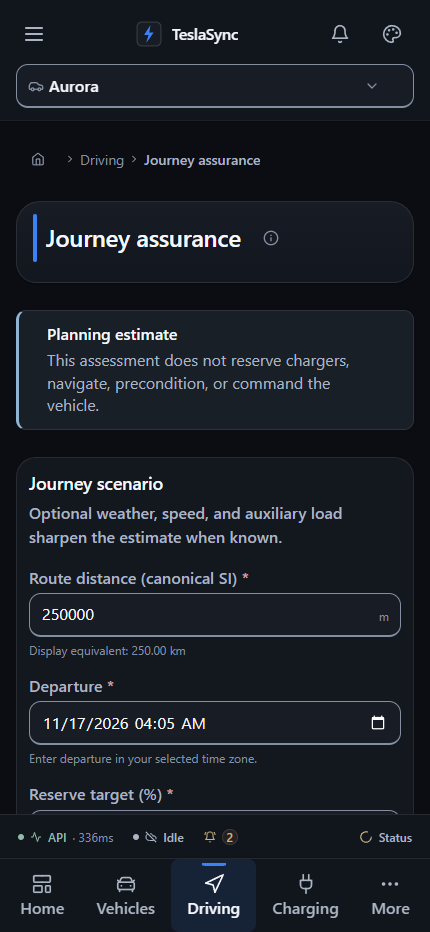 TeslaSync
Aurora
Driving
Journey assurance
Journey assurance
Planning estimate
This assessment does not reserve chargers,
navigate, precondition, or command the
vehicle.
Journey scenario
Optional weather, speed, and auxiliary load
sharpen the estimate when known.
Route distance (canonical SI) *
250000 m
Display equivalent: 250.00 km
Departure *
11/17/2026 04:05 AM
Enter departure in your selected time zone.
Reserve target (%) *
API · 336ms Idle 2 Status
Home Vehicles Driving Charging More